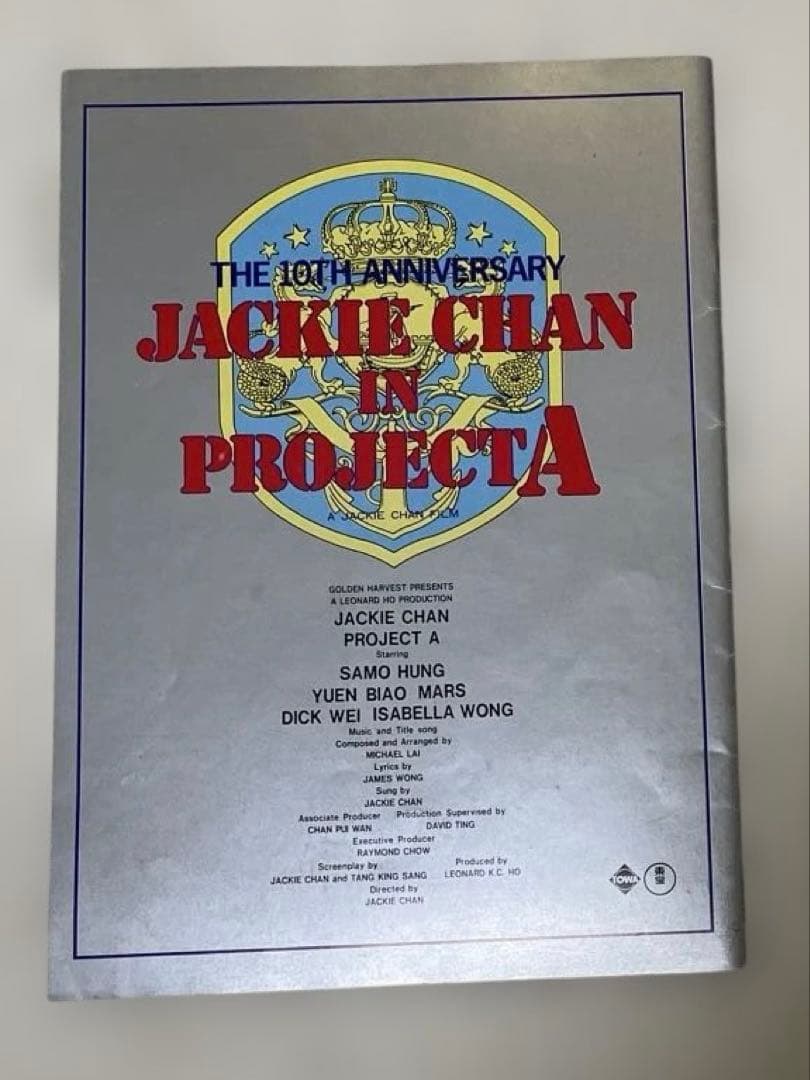 THE 10TH ANNIVERSARY
JACKIE CHAN
IN
PROJECT A
A JACKIE CHAN FILM
GOLDEN HARVEST PRESENTS
A LEONARD HO PRODUCTION
JACKIE CHAN
PROJECT A
Starring
SAMO HUNG
YUEN BIAO MARS
DICK WEI ISABELLA WONG
Music and Title song
Composed and Arranged by
MICHAEL LAI
Lyrics by
JAMES WONG
Sung by
JACKIE CHAN
Associate Producer Production Supervised by
CHAN PUI WAN DAVID TING
Executive Producer
RAYMOND CHOW
Screenplay by Produced by
JACKIE CHAN and TANG KING SANG LEONARD K.C. HO
Directed by
JACKIE CHAN
TOWA
東宝